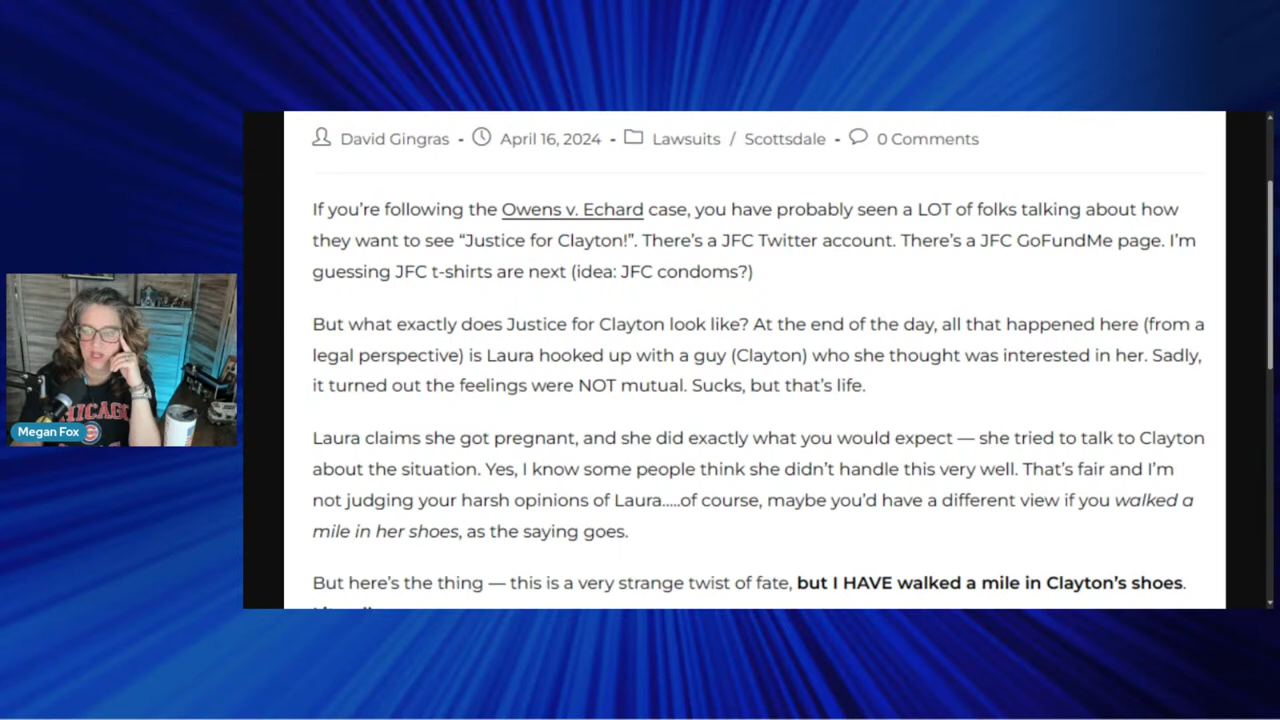 David Gingras - April 16, 2024 - Lawsuits / Scottsdale - 0 Comments
If you're following the Owens v. Echard case, you have probably seen a LOT of folks talking about how
they want to see “Justice for Clayton!”. There's a JFC Twitter account. There's a JFC GoFundMe page. I'm
guessing JFC t-shirts are next (idea: JFC condoms?)
But what exactly does Justice for Clayton look like? At the end of the day, all that happened here (from a
legal perspective) is Laura hooked up with a guy (Clayton) who she thought was interested in her. Sadly,
it turned out the feelings were NOT mutual. Sucks, but that's life.
Laura claims she got pregnant, and she did exactly what you would expect — she tried to talk to Clayton
about the situation. Yes, I know some people think she didn't handle this very well. That's fair and I'm
not judging your harsh opinions of Laura.....of course, maybe you'd have a different view if you walked a
mile in her shoes, as the saying goes.
But here's the thing — this is a very strange twist of fate, but I HAVE walked a mile in Clayton's shoes.
CHICAGO
Megan Fox